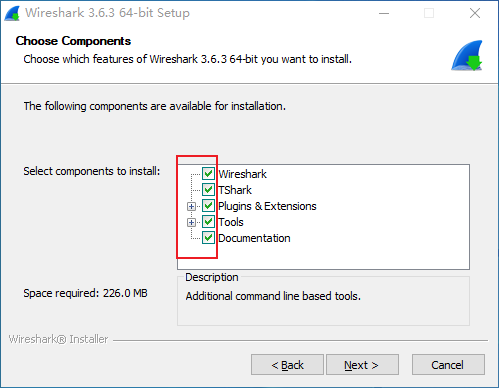 Wireshark 3.6.3 64-bit Setup
Choose Components
Choose which features of Wireshark 3.6.3 64-bit you want to install.
The following components are available for installation.
Select components to install:
Wireshark
TShark
Plugins & Extensions
Tools
Documentation
Space required: 226.0 MB
Description
Additional command line based tools.
Wireshark® Installer
< Back
Next >
Cancel